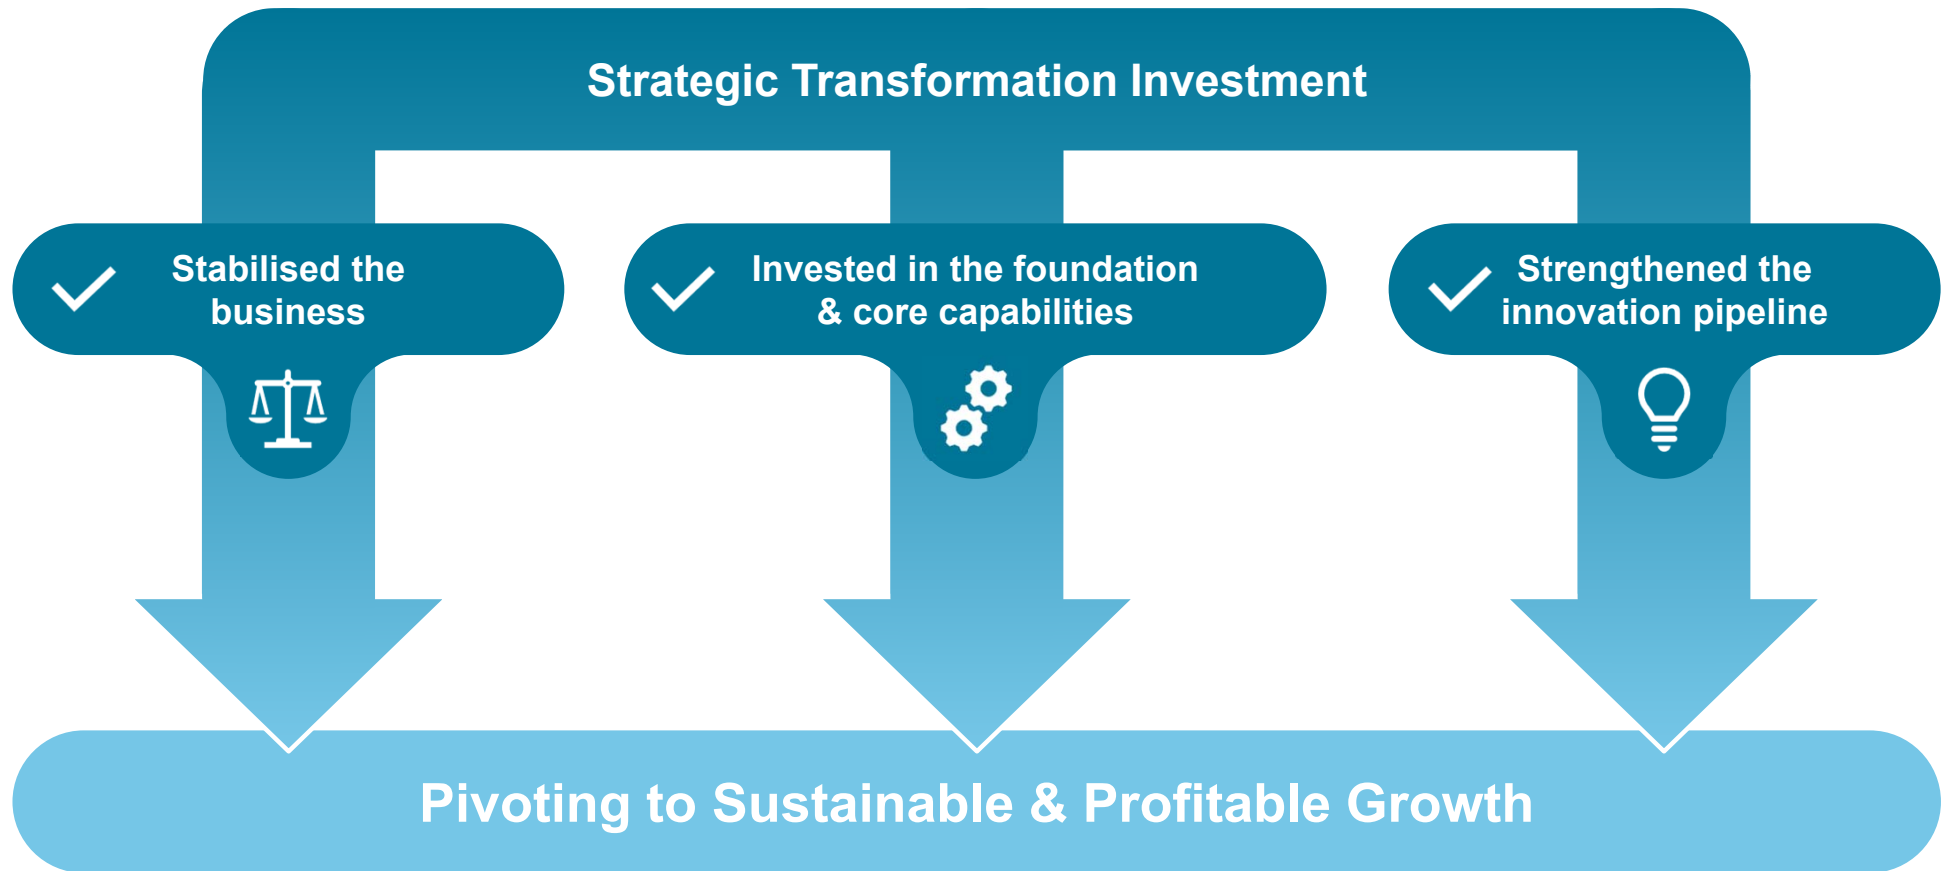 Strategic Transformation Investment
Stabilised the
business
Invested in the foundation
& core capabilities
Strengthened the
innovation pipeline
Pivoting to Sustainable & Profitable Growth